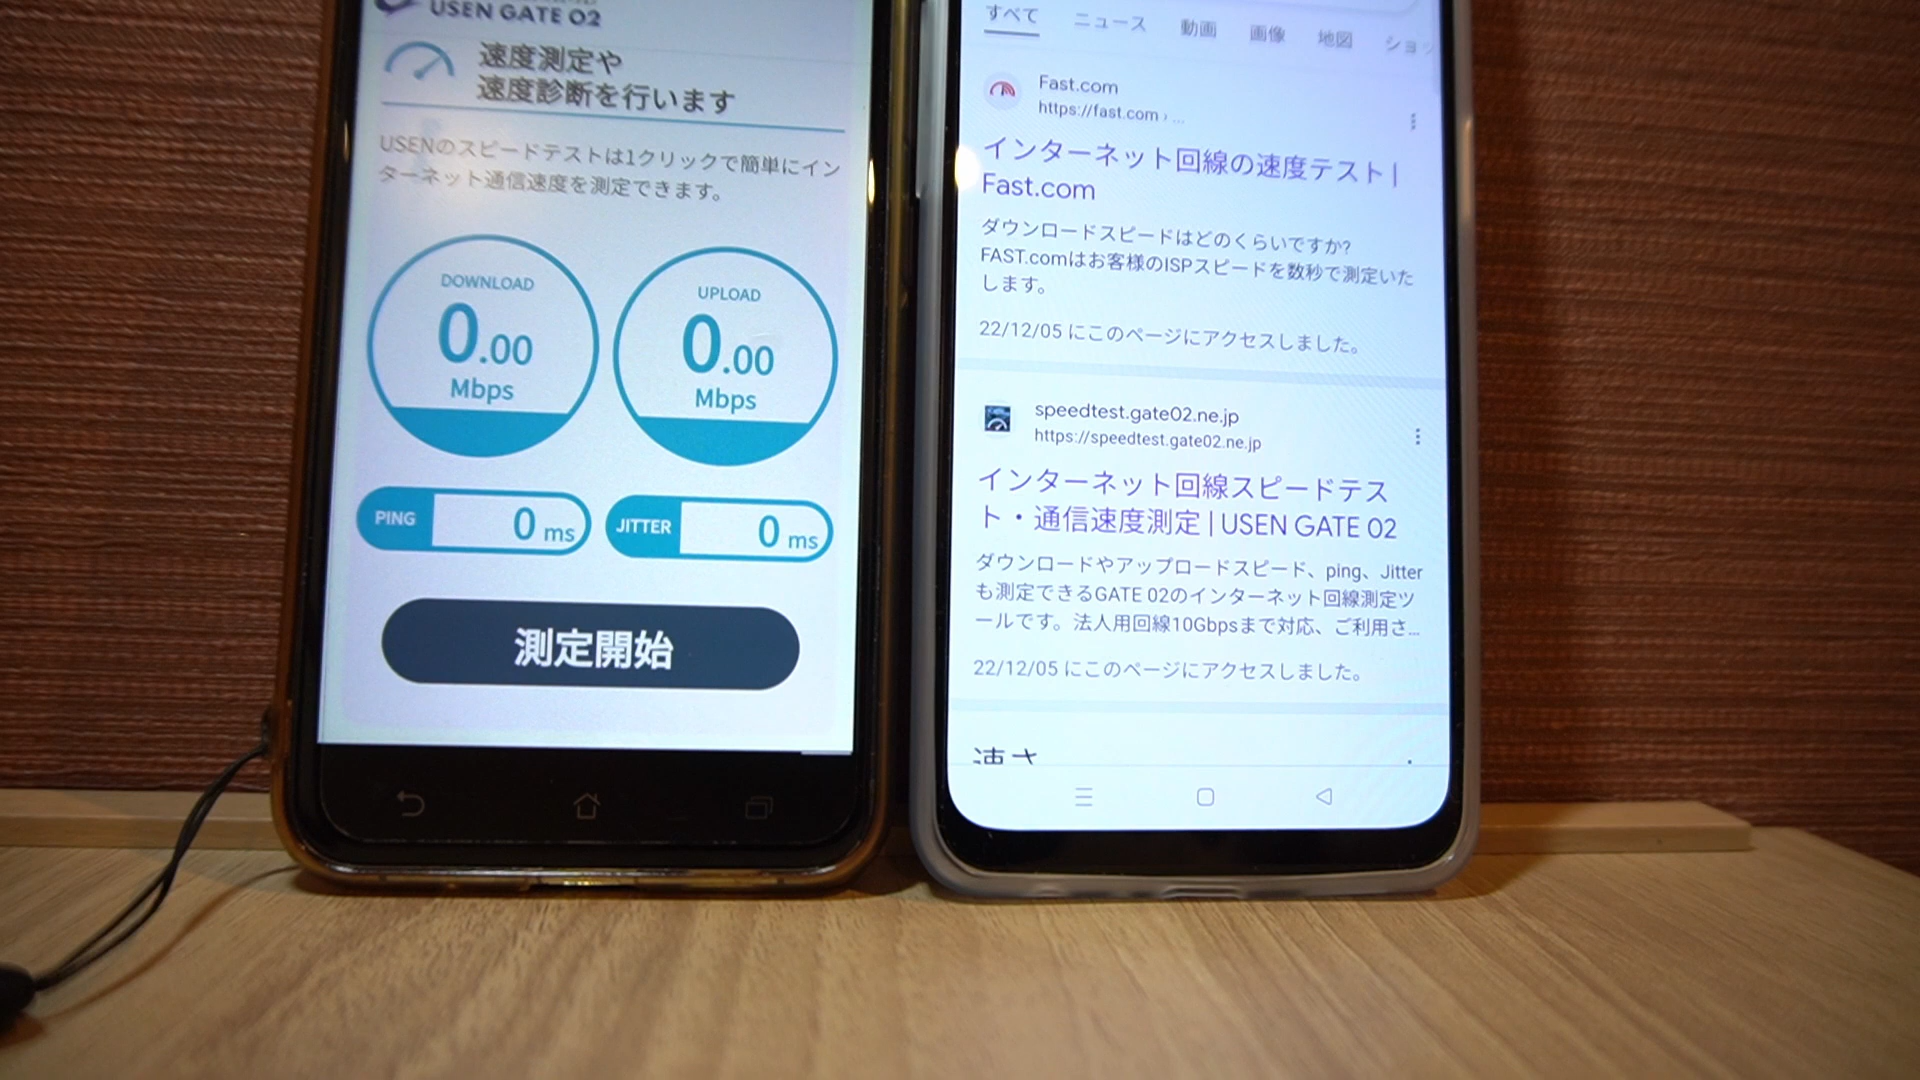 USEN GATE 02
速度測定や
速度診断を行います
USENのスピードテストは1クリックで簡単にイン
ターネット通信速度を測定できます。
DOWNLOAD
0.00
Mbps
UPLOAD
0.00
Mbps
PING
0 ms
JITTER
0 ms
測定開始
すべて ニュース 動画 画像 地図 ショッ
Fast.com
https://fast.com › ...
インターネット回線の速度テスト |
Fast.com
ダウンロードスピードはどのくらいですか?
FAST.comはお客様のISPスピードを数秒で測定いた
します。
22/12/05 にこのページにアクセスしました。
speedtest.gate02.ne.jp
https://speedtest.gate02.ne.jp
インターネット回線スピードテス
ト・通信速度測定 | USEN GATE 02
ダウンロードやアップロードスピード、ping、Jitter
も測定できるGATE 02のインターネット回線測定ツ
ールです。法人用回線10Gbpsまで対応、ご利用さ...
22/12/05 にこのページにアクセスしました。
速さ